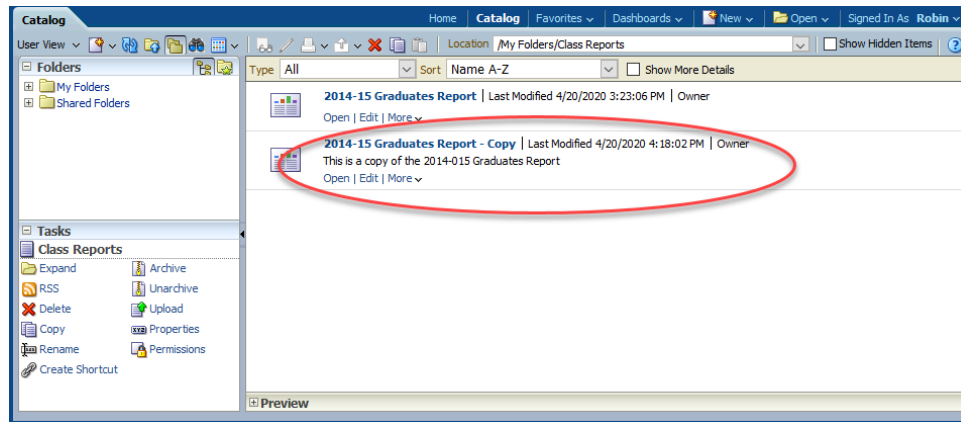 Catalog
Home Catalog Favorites Dashboards New Open Signed In As Robin
User View Location /My Folders/Class Reports Show Hidden Items
Folders
My Folders
Shared Folders
Type All Sort Name A-Z Show More Details
2014-15 Graduates Report | Last Modified 4/20/2020 3:23:06 PM | Owner
Open | Edit | More
2014-15 Graduates Report - Copy | Last Modified 4/20/2020 4:18:02 PM | Owner
This is a copy of the 2014-015 Graduates Report
Open | Edit | More
Tasks
Class Reports
Expand Archive
RSS Unarchive
Delete Upload
Copy XYZ Properties
Rename Permissions
Create Shortcut
Preview